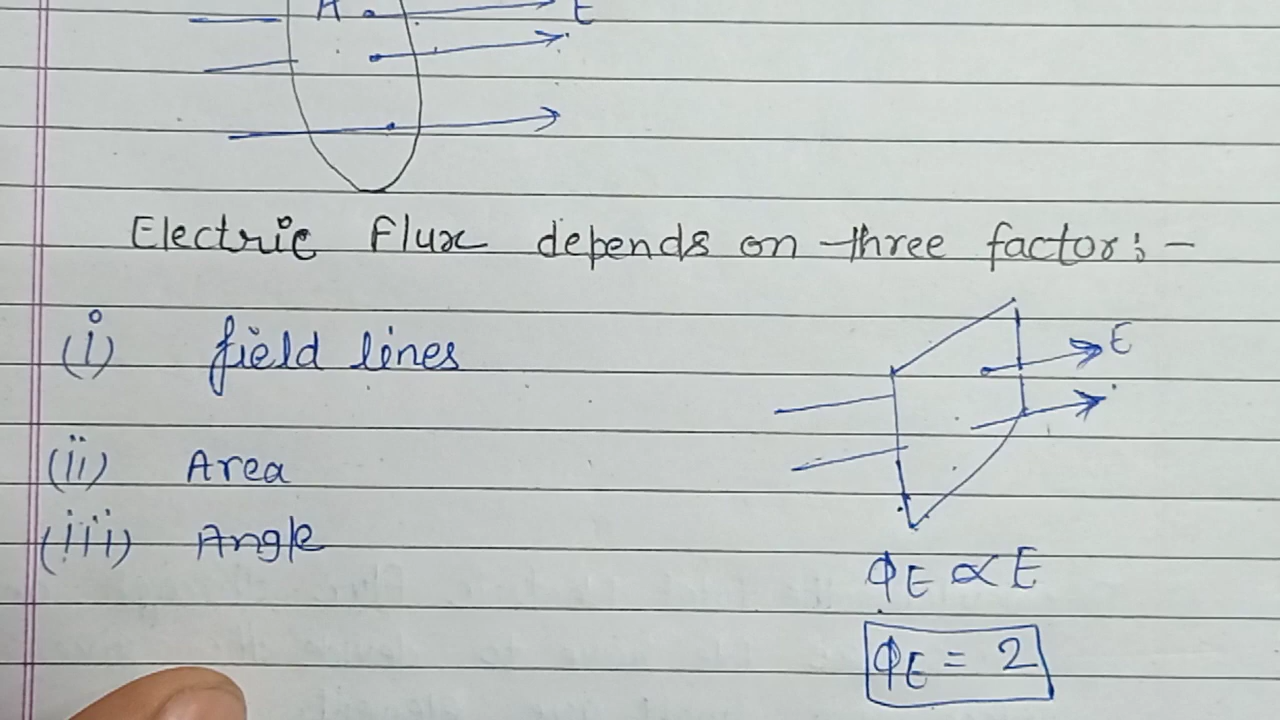 A E
Electric Flux depends on three factor :-
(i) field lines
E
(ii) Area
(iii) Angle
ΦE ∝ E
ΦE = 2